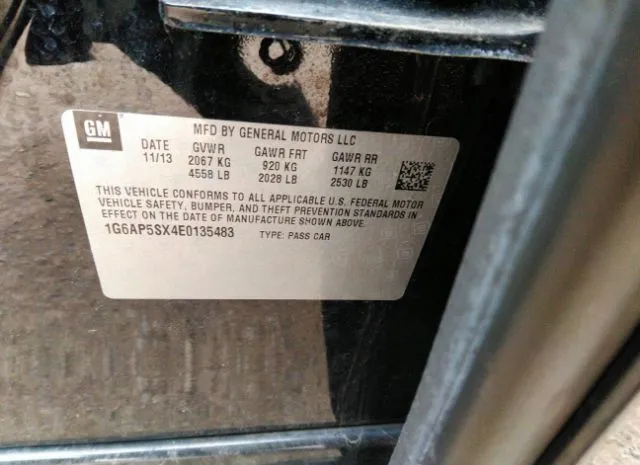 GM
MFD BY GENERAL MOTORS LLC
DATE GVWR GAWR FRT GAWR RR
11/13 2067 KG 920 KG 1147 KG
4558 LB 2028 LB 2530 LB
THIS VEHICLE CONFORMS TO ALL APPLICABLE U.S. FEDERAL MOTOR
VEHICLE SAFETY, BUMPER, AND THEFT PREVENTION STANDARDS IN
EFFECT ON THE DATE OF MANUFACTURE SHOWN ABOVE.
1G6AP5SX4E0135483 TYPE: PASS CAR